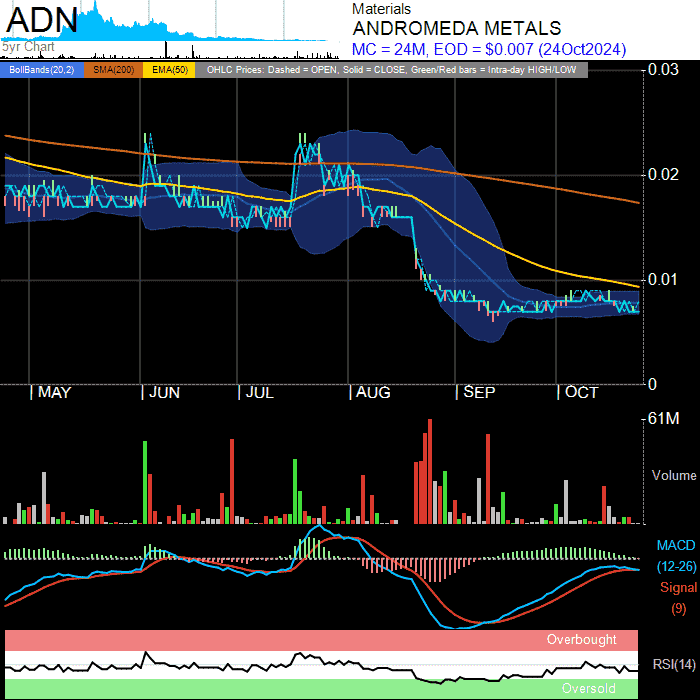 ADN
5yr Chart
Materials
ANDROMEDA METALS
MC = 24M, EOD = $0.007 (24Oct2024)
BollBands(20,2) SMA(200) EMA(50) OHLC Prices: Dashed = OPEN, Solid = CLOSE, Green/Red bars = Intra-day HIGH/LOW
0.03
0.02
0.01
0
MAY JUN JUL AUG SEP OCT
61M
Volume
MACD
(12-26)
Signal
(9)
Overbought
RSI(14)
Oversold